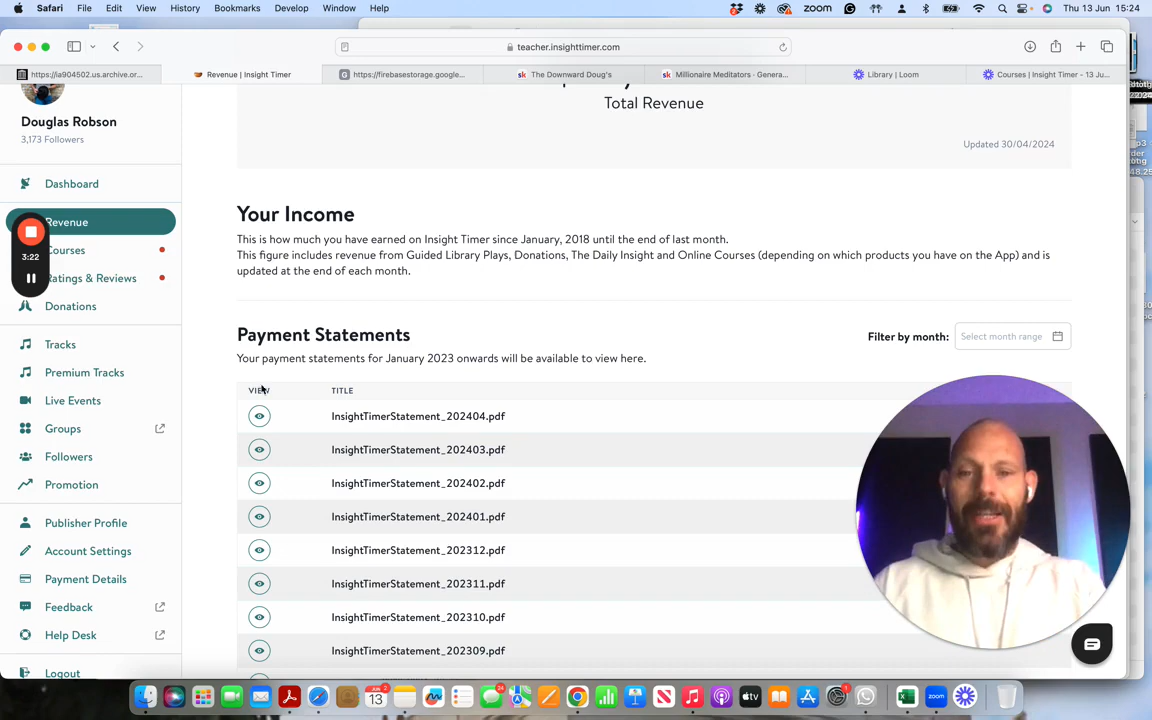 Safari File Edit View History Bookmarks Develop Window Help zoom Thu 13 Jun 15:24
teacher.insighttimer.com
https://ia904502.us.archive.or... Revenue | Insight Timer https://firebasestorage.google... The Downward Doug's Millionaire Meditators · Genera... Library | Loom Courses | Insight Timer - 13 Ju...
Douglas Robson
3,173 Followers
Dashboard
Revenue
3:22
Courses
Ratings & Reviews
Donations
Tracks
Premium Tracks
Live Events
Groups
Followers
Promotion
Publisher Profile
Account Settings
Payment Details
Feedback
Help Desk
Logout
Total Revenue
Updated 30/04/2024
Your Income
This is how much you have earned on Insight Timer since January, 2018 until the end of last month.
This figure includes revenue from Guided Library Plays, Donations, The Daily Insight and Online Courses (depending on which products you have on the App) and is
updated at the end of each month.
Payment Statements
Filter by month: Select month range
Your payment statements for January 2023 onwards will be available to view here.
VIEW TITLE
InsightTimerStatement_202404.pdf
InsightTimerStatement_202403.pdf
InsightTimerStatement_202402.pdf
InsightTimerStatement_202401.pdf
InsightTimerStatement_202312.pdf
InsightTimerStatement_202311.pdf
InsightTimerStatement_202310.pdf
InsightTimerStatement_202309.pdf